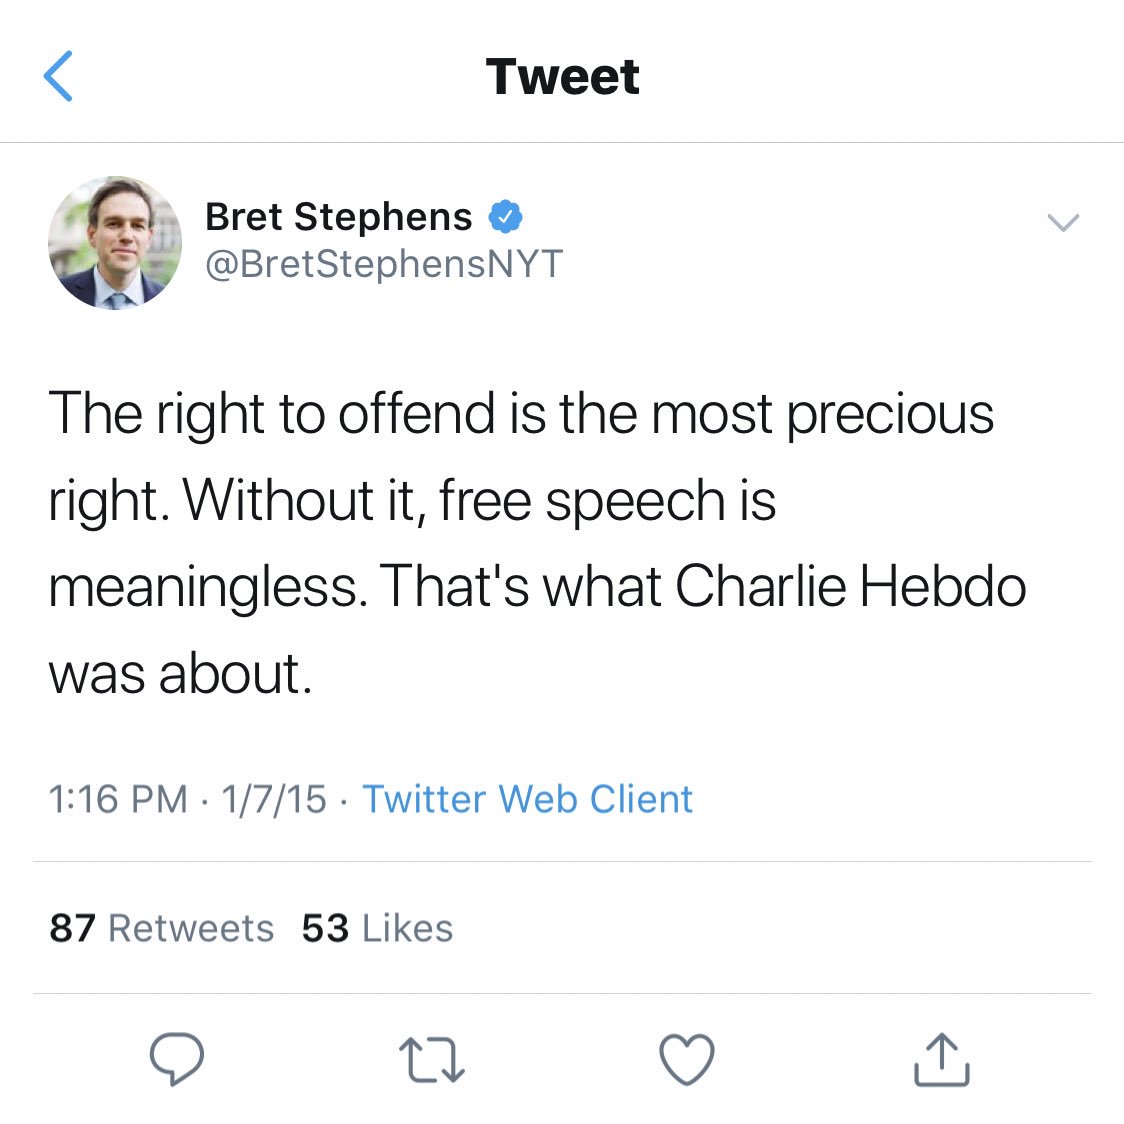 Tweet
Bret Stephens
@BretStephensNYT
The right to offend is the most precious
right. Without it, free speech is
meaningless. That's what Charlie Hebdo
was about.
1:16 PM · 1/7/15 · Twitter Web Client
87 Retweets 53 Likes